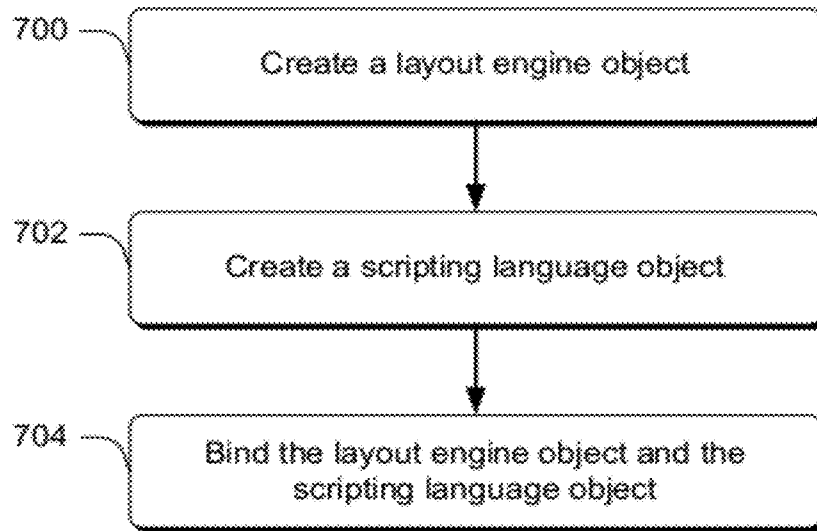 700
Create a layout engine object
702
Create a scripting language object
704
Bind the layout engine object and the
scripting language object